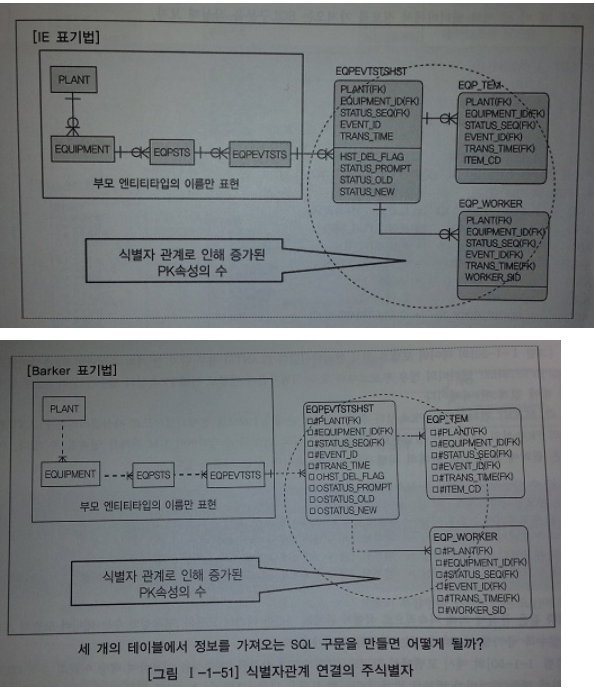 [IE 표기법]
PLANT
EQUIPMENT
EQPSTS
EQPEVTSTS
부모 엔티티타입의 이름만 표현
EQPEVTSTSHST
PLANT(FK)
EQUIPMENT_ID(FK)
STATUS_SEQ(FK)
EVENT_ID
TRANS_TIME
HST_DEL_FLAG
STATUS_PROMPT
STATUS_OLD
STATUS_NEW
EQP_TEM
PLANT(FK)
EQUIPMENT_ID(FK)
STATUS_SEQ(FK)
EVENT_ID(FK)
TRANS_TIME(FK)
ITEM_CD
EQP_WORKER
PLANT(FK)
EQUIPMENT_ID(FK)
STATUS_SEQ(FK)
EVENT_ID(FK)
TRANS_TIME(FK)
WORKER_SID
식별자 관계로 인해 증가된
PK속성의 수
[Barker 표기법]
PLANT
EQUIPMENT
EQPSTS
EQPEVTSTS
부모 엔티티타입의 이름만 표현
EQPEVTSTSHST
□#PLANT(FK)
□#EQUIPMENT_ID(FK)
□#STATUS_SEQ(FK)
□#EVENT_ID
□#TRANS_TIME
□OHST_DEL_FLAG
□OSTATUS_PROMPT
□OSTATUS_OLD
□OSTATUS_NEW
EQP_TEM
□#PLANT(FK)
□#EQUIPMENT_ID(FK)
□#STATUS_SEQ(FK)
□#EVENT_ID(FK)
□#TRANS_TIME(FK)
□#ITEM_CD
EQP_WORKER
□#PLANT(FK)
□#EQUIPMENT_ID(FK)
□#STATUS_SEQ(FK)
□#EVENT_ID(FK)
□#TRANS_TIME(FK)
□#WORKER_SID
식별자 관계로 인해 증가된
PK속성의 수
세 개의 테이블에서 정보를 가져오는 SQL 구문을 만들면 어떻게 될까?
[그림 Ⅰ-1-51] 식별자관계 연결의 주식별자